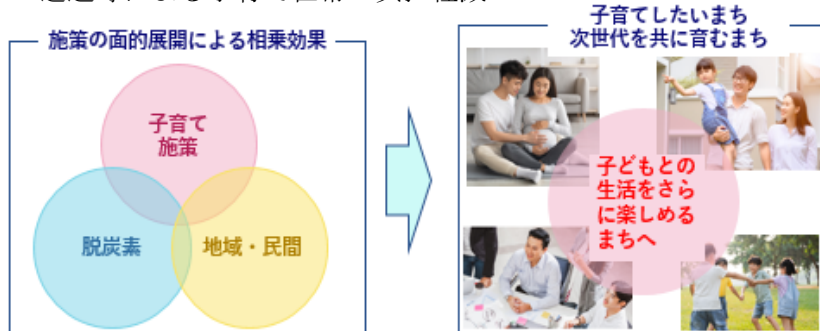 施策の面的展開による相乗効果
子育て
施策
脱炭素
地域・民間
子育てしたいまち
次世代を共に育むまち
子どもとの
生活をさら
に楽しめる
まちへ